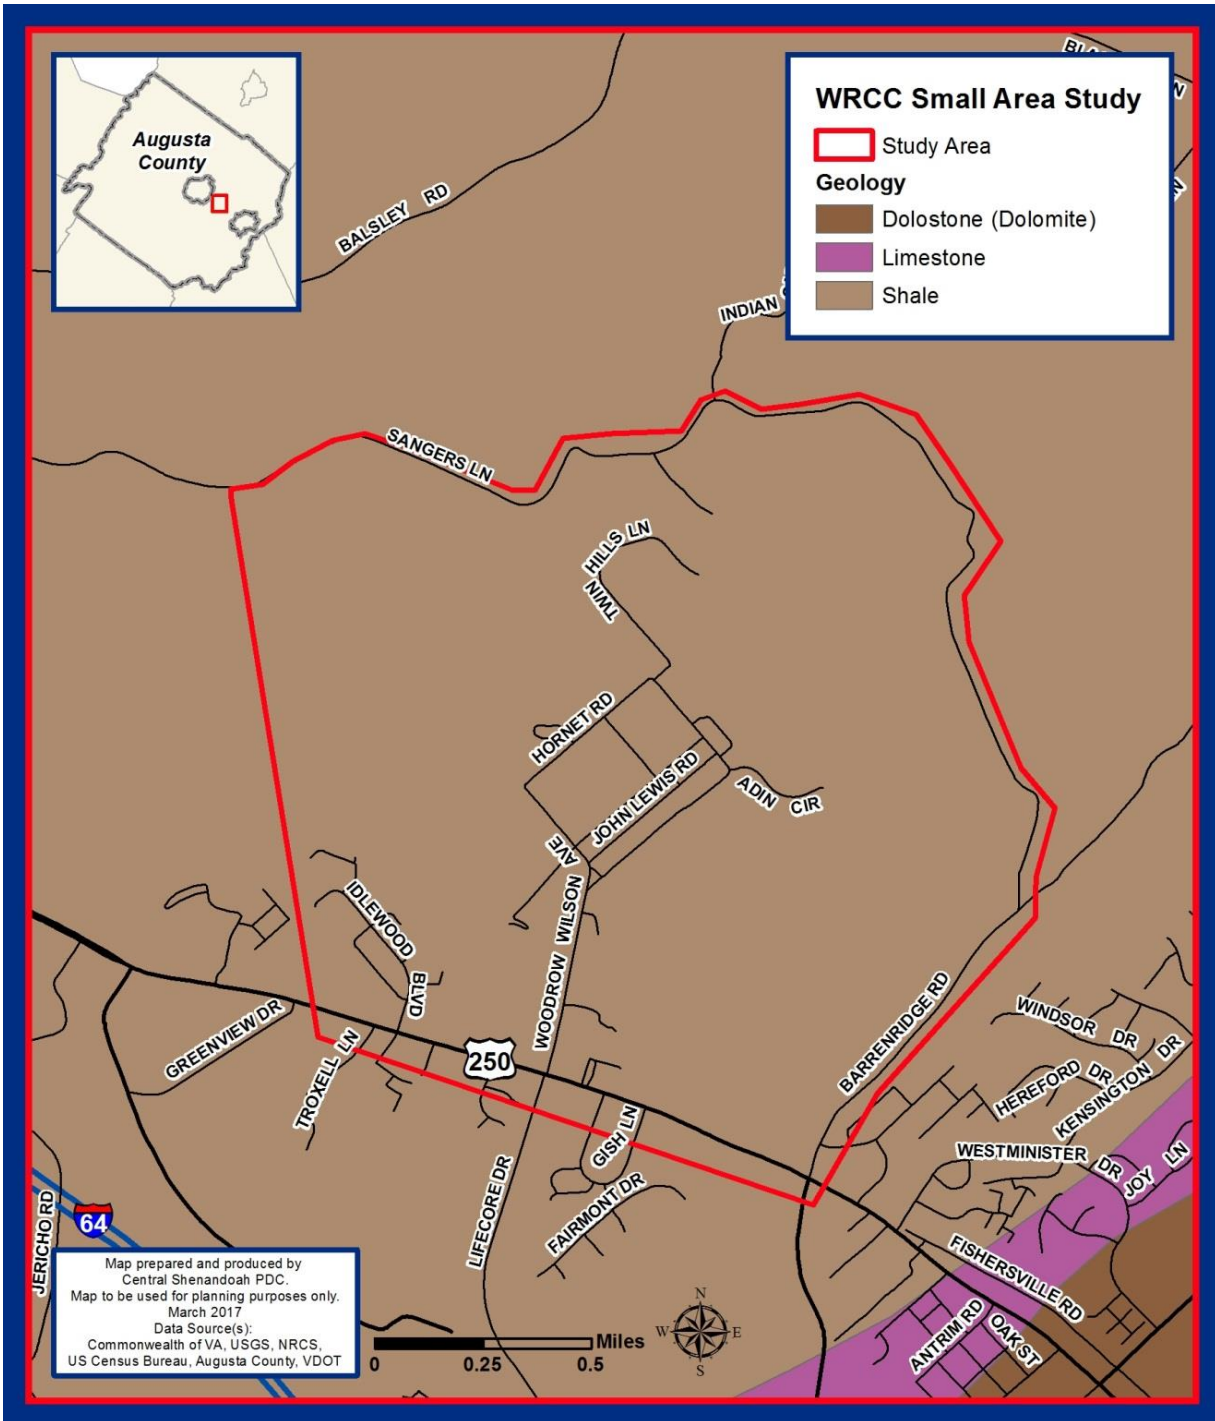 Augusta
County
WRCC Small Area Study
Study Area
Geology
Dolostone (Dolomite)
Limestone
Shale
BALSLEY RD
INDIAN
SANGERS LN
TWIN HILLS LN
HORNET RD
JOHN LEWIS RD
ADIN CIR
WOODROW WILSON AVE
IDLEWOOD BLVD
GREENVIEW DR
TROXELL LN
250
GISH LN
LIFECORE DR
FAIRMONT DR
BARRENRIDGE RD
WINDSOR DR
HEREFORD DR
KENSINGTON DR
WESTMINISTER DR
JOY LN
FISHERSVILLE RD
ANTRIM RD
OAK ST
JERICHO RD
64
Map prepared and produced by
Central Shenandoah PDC.
Map to be used for planning purposes only.
March 2017
Data Source(s):
Commonwealth of VA, USGS, NRCS,
US Census Bureau, Augusta County, VDOT
Miles
0 0.25 0.5
N
W E
S